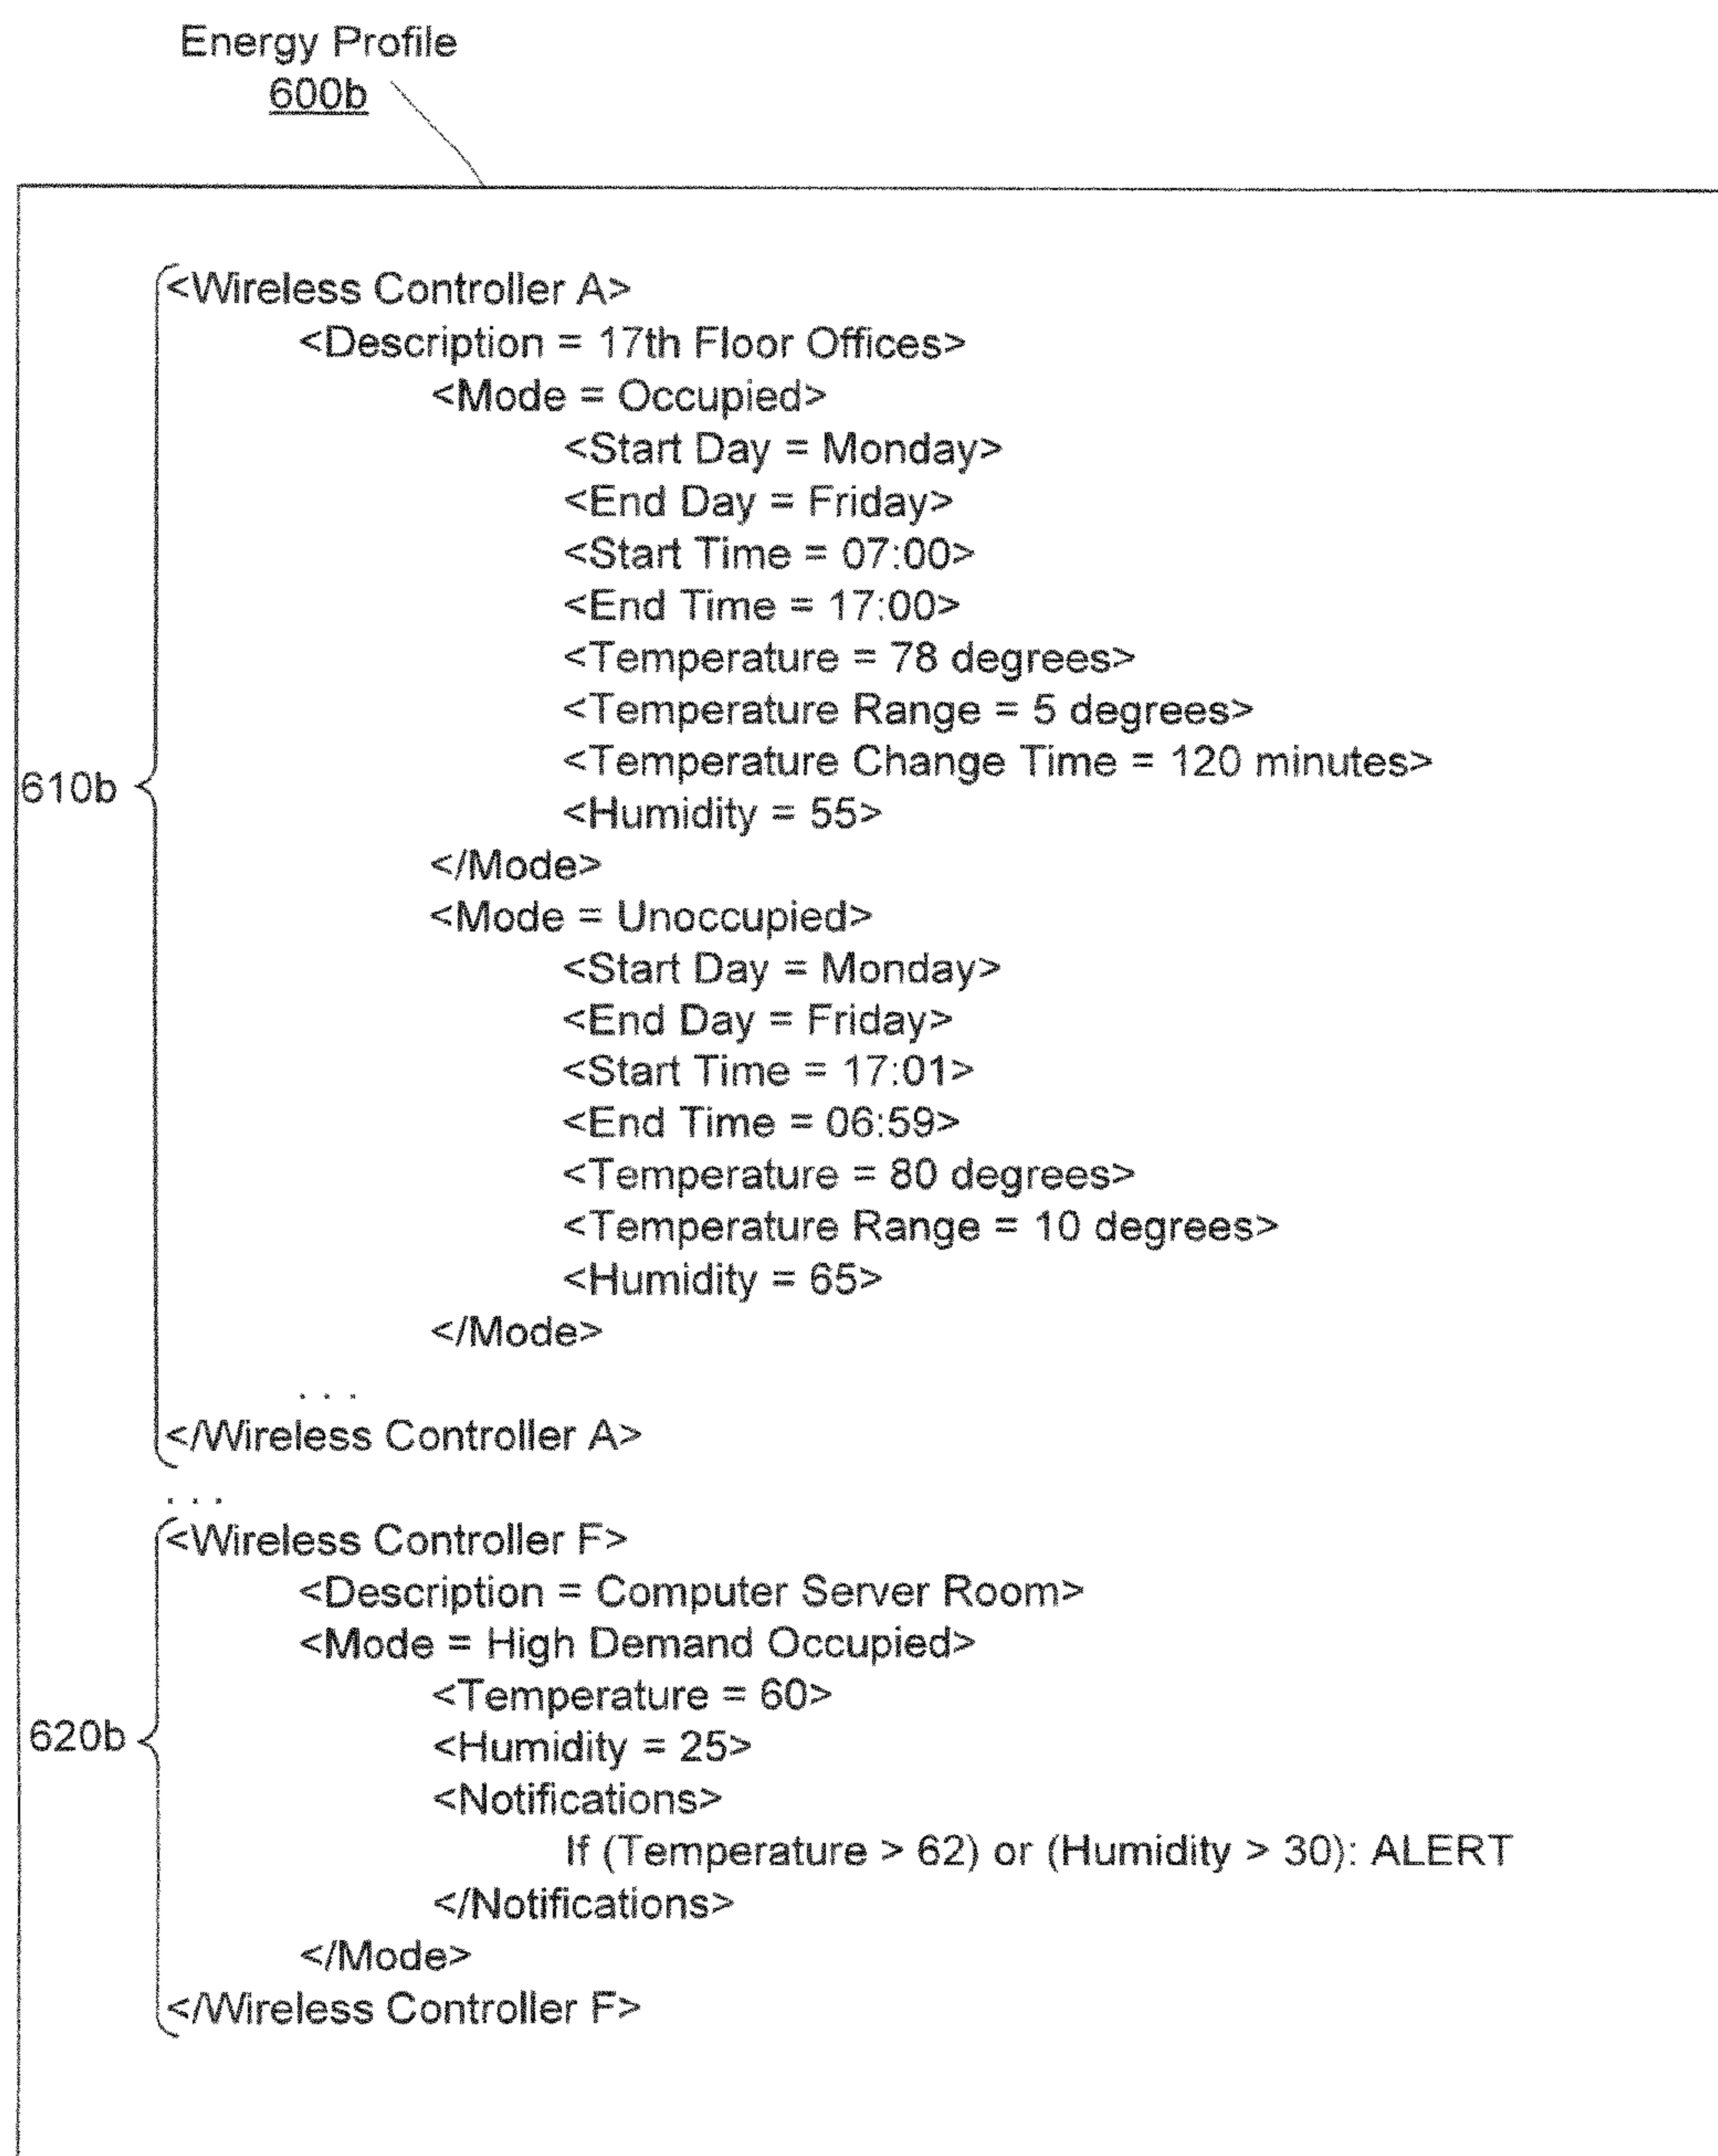 Energy Profile
600b
<Wireless Controller A>
<Description = 17th Floor Offices>
<Mode = Occupied>
<Start Day = Monday>
<End Day = Friday>
<Start Time = 07:00>
<End Time = 17:00>
<Temperature = 78 degrees>
<Temperature Range = 5 degrees>
<Temperature Change Time = 120 minutes>
610b
<Humidity = 55>
</Mode>
<Mode = Unoccupied>
<Start Day = Monday>
<End Day = Friday>
<Start Time = 17:01>
<End Time = 06:59>
<Temperature = 80 degrees>
<Temperature Range = 10 degrees>
<Humidity = 65>
</Mode>
. . .
</Wireless Controller A>
. . .
<Wireless Controller F>
<Description = Computer Server Room>
<Mode = High Demand Occupied>
<Temperature = 60>
620b
<Humidity = 25>
<Notifications>
If (Temperature > 62) or (Humidity > 30): ALERT
</Notifications>
</Mode>
</Wireless Controller F>